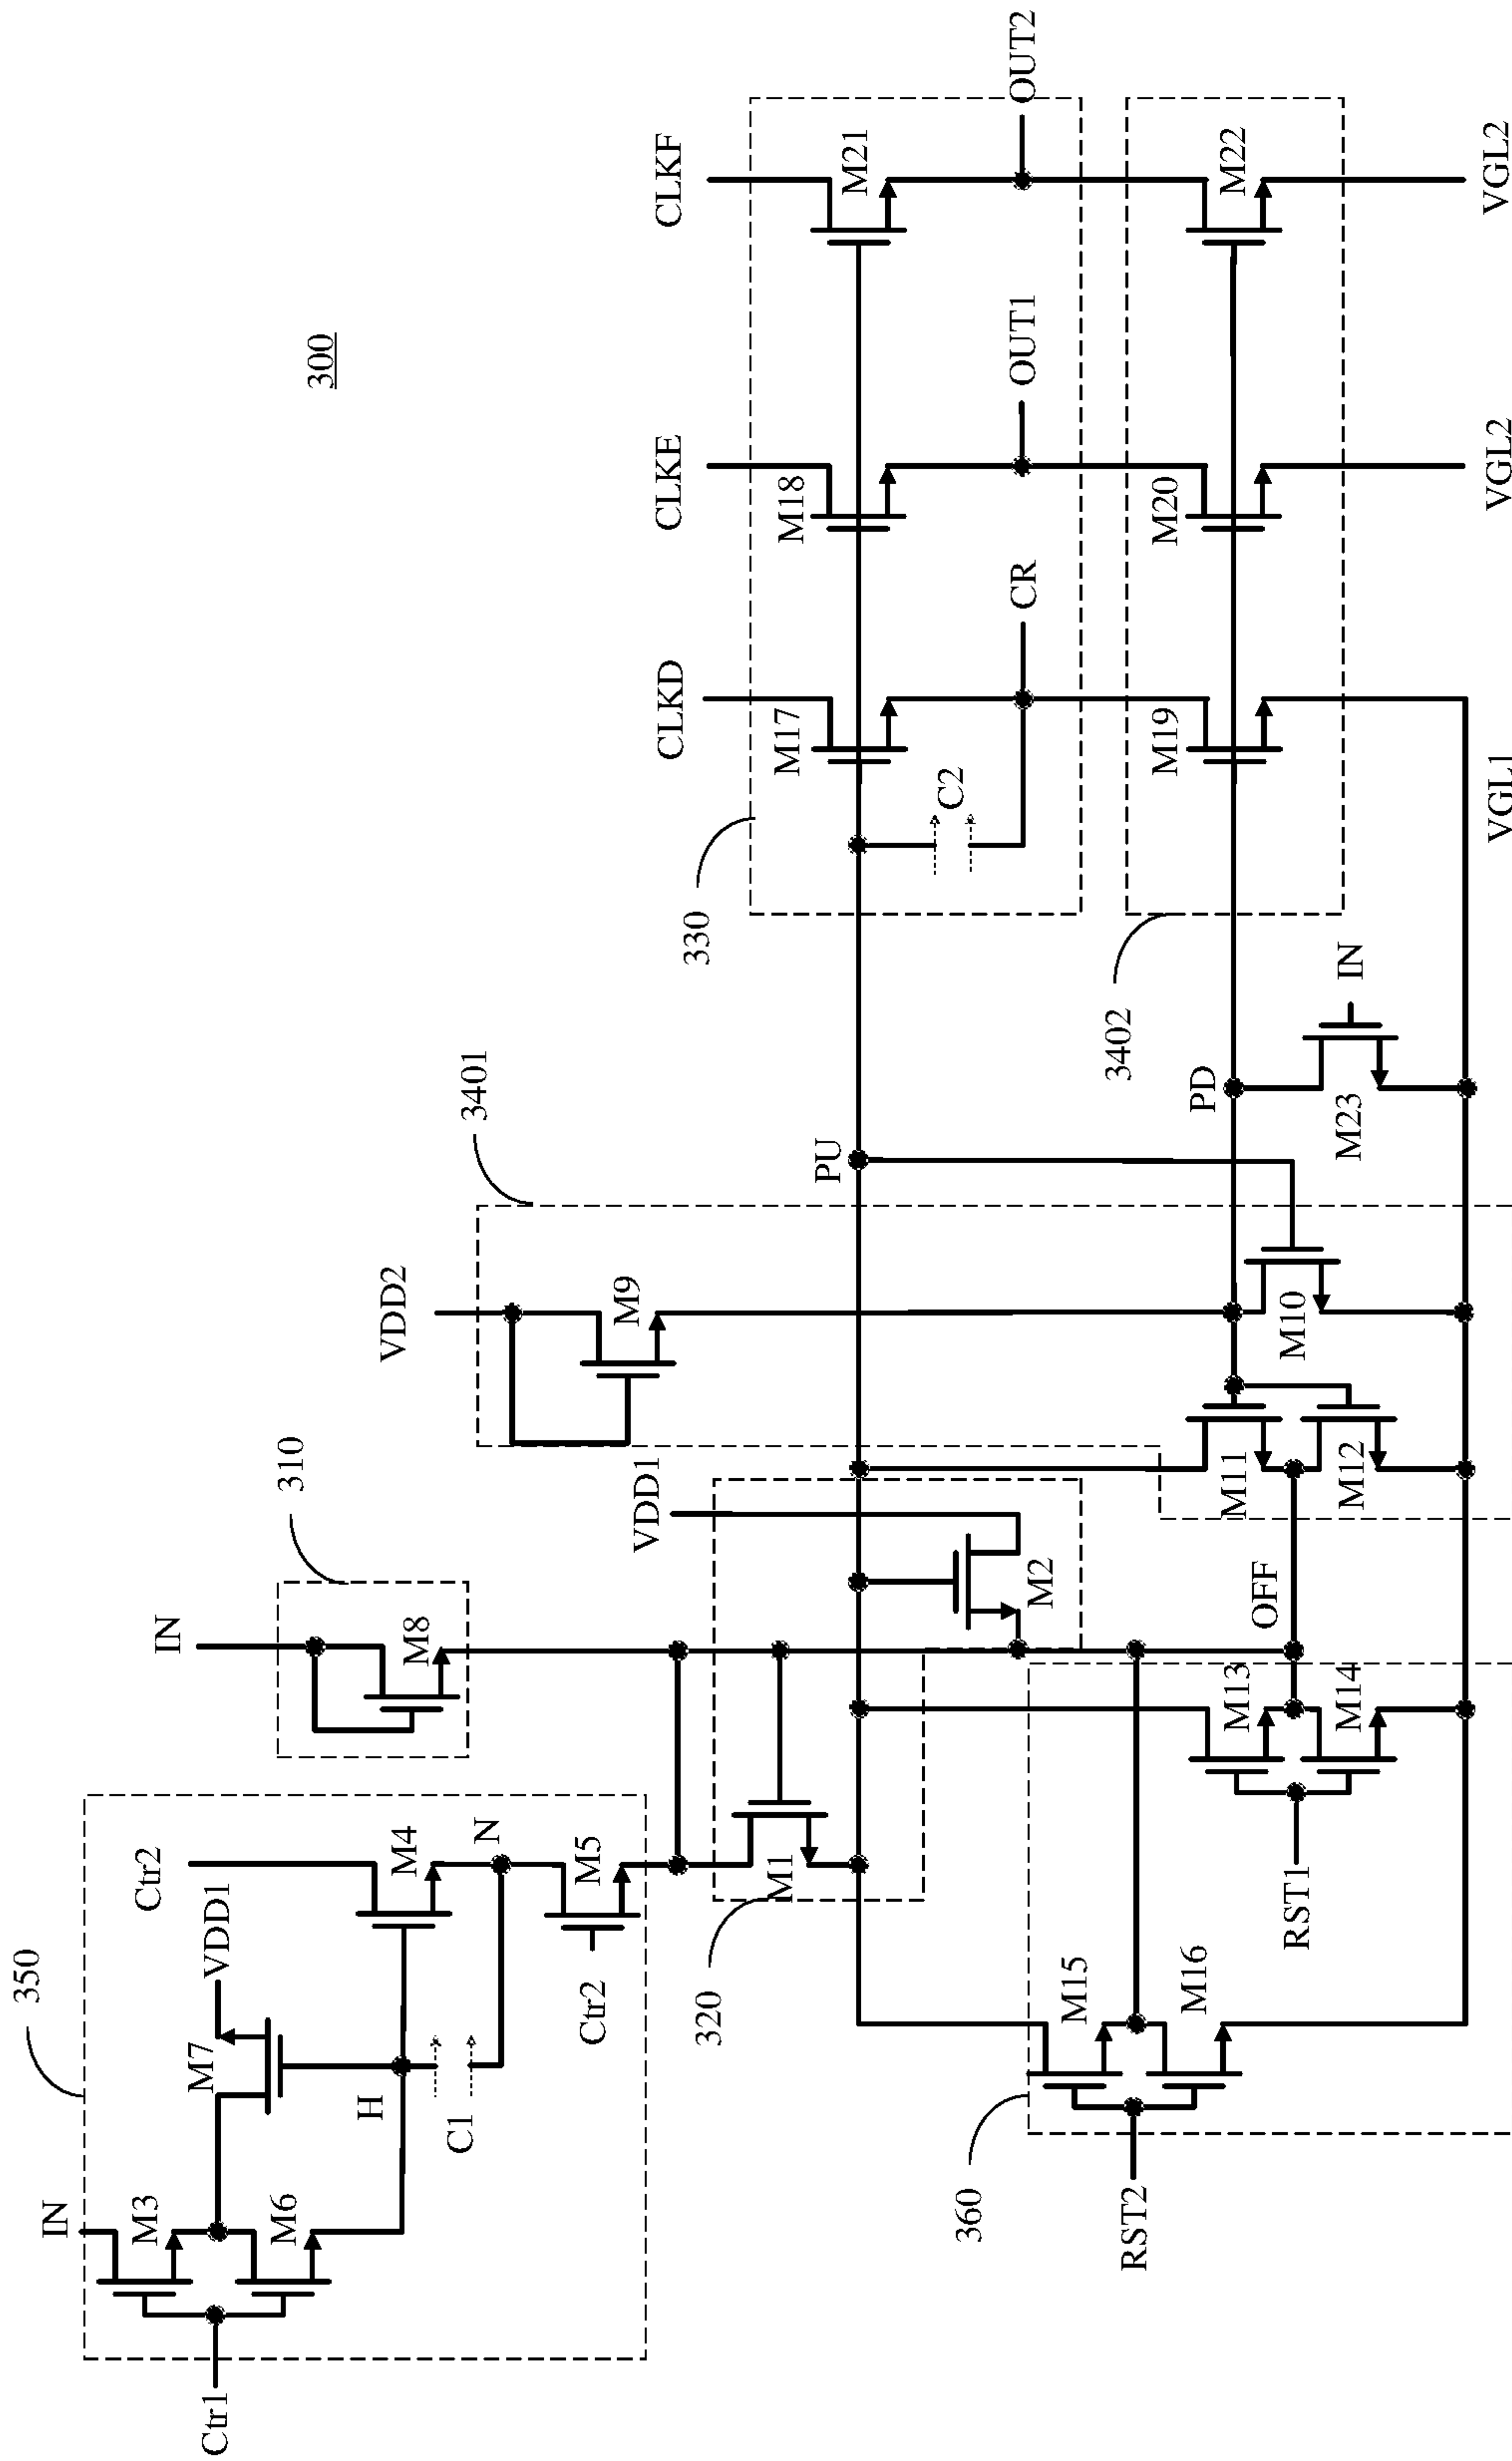 300
350
Ctr1
IN
M3
M6
M7
VDD1
H
C1
Ctr2
M4
N
M5
Ctr2
310
IN
M8
320
M1
VDD1
M2
OFF
360
RST2
M15
M16
RST1
M13
M14
3401
VDD2
M9
M10
M11
M12
PU
PD
M23
IN
330
CLKD
M17
C2
CR
CLKE
M18
OUT1
CLKF
M21
OUT2
3402
M19
M20
M22
VGL1
VGL2
VGL2